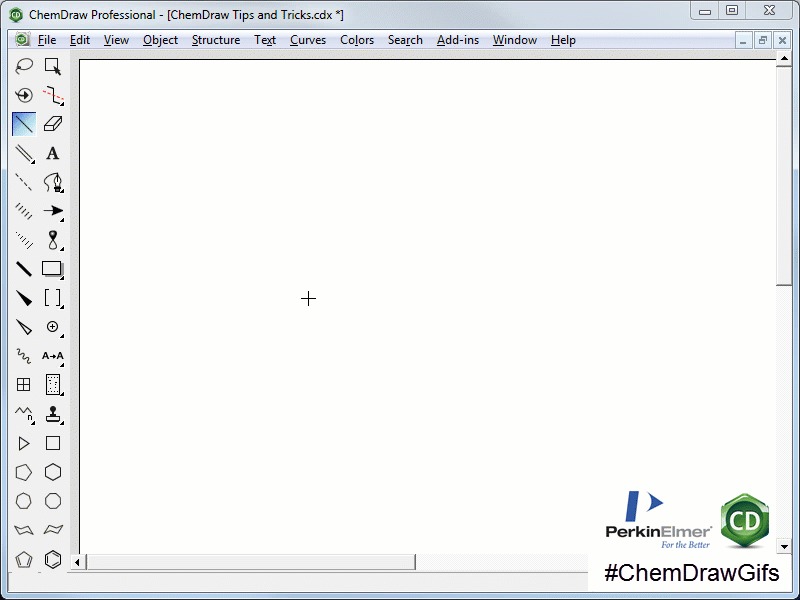 ChemDraw Professional - [ChemDraw Tips and Tricks.cdx *]
File Edit View Object Structure Text Curves Colors Search Add-ins Window Help
A
[ ]
A→A
n
CD
PerkinElmer
For the Better
#ChemDrawGifs